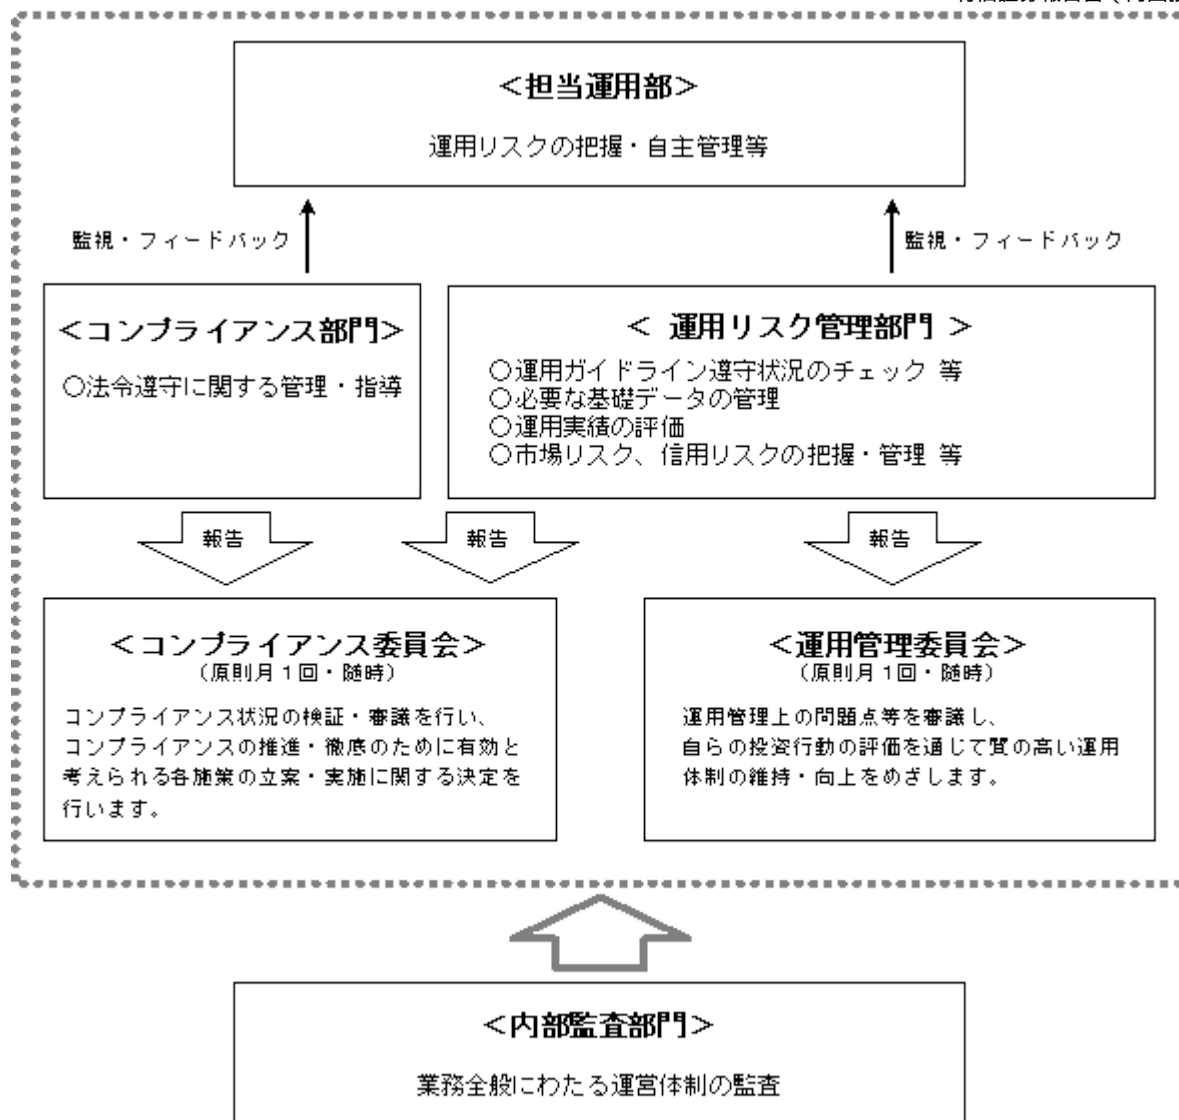 ＜担当運用部＞
運用リスクの把握・自主管理等
監視・フィードバック
監視・フィードバック
＜コンプライアンス部門＞
○法令遵守に関する管理・指導
＜ 運用リスク管理部門 ＞
○運用ガイドライン遵守状況のチェック 等
○必要な基礎データの管理
○運用実績の評価
○市場リスク、信用リスクの把握・管理 等
報告
報告
報告
＜コンプライアンス委員会＞
（原則月１回・随時）
コンプライアンス状況の検証・審議を行い、
コンプライアンスの推進・徹底のために有効と
考えられる各施策の立案・実施に関する決定を
行います。
＜運用管理委員会＞
（原則月１回・随時）
運用管理上の問題点等を審議し、
自らの投資行動の評価を通じて質の高い運用
体制の維持・向上をめざします。
＜内部監査部門＞
業務全般にわたる運営体制の監査